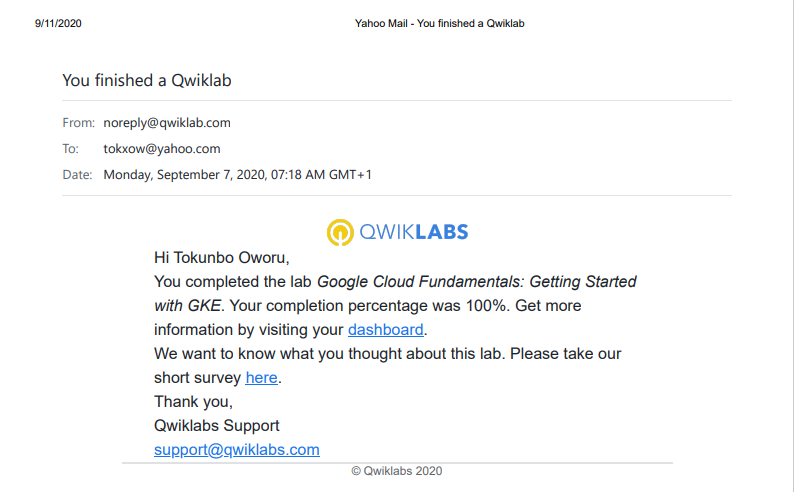 9/11/2020 Yahoo Mail - You finished a Qwiklab
You finished a Qwiklab
From: noreply@qwiklab.com
To: tokxow@yahoo.com
Date: Monday, September 7, 2020, 07:18 AM GMT+1
QWIKLABS
Hi Tokunbo Oworu,
You completed the lab Google Cloud Fundamentals: Getting Started
with GKE. Your completion percentage was 100%. Get more
information by visiting your dashboard.
We want to know what you thought about this lab. Please take our
short survey here.
Thank you,
Qwiklabs Support
support@qwiklabs.com
© Qwiklabs 2020